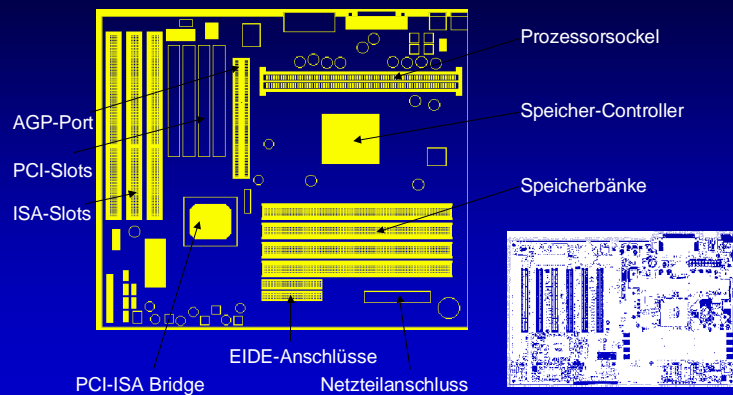 Prozessorsockel
AGP-Port
Speicher-Controller
PCI-Slots
Speicherbänke
ISA-Slots
EIDE-Anschlüsse
PCI-ISA Bridge
Netzteilanschluss